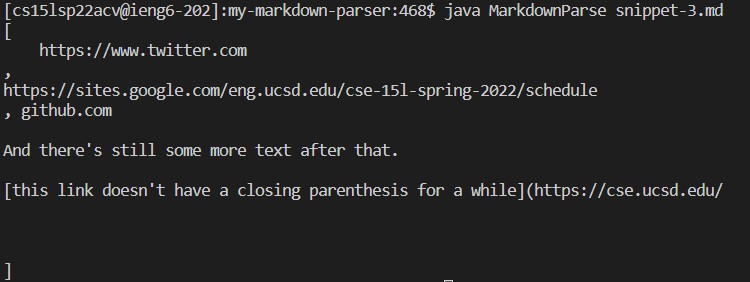 [cs15lsp22acv@ieng6-202]:my-markdown-parser:468$ java MarkdownParse snippet-3.md
[
    https://www.twitter.com
,
https://sites.google.com/eng.ucsd.edu/cse-15l-spring-2022/schedule
, github.com

And there's still some more text after that.

[this link doesn't have a closing parenthesis for a while](https://cse.ucsd.edu/



]